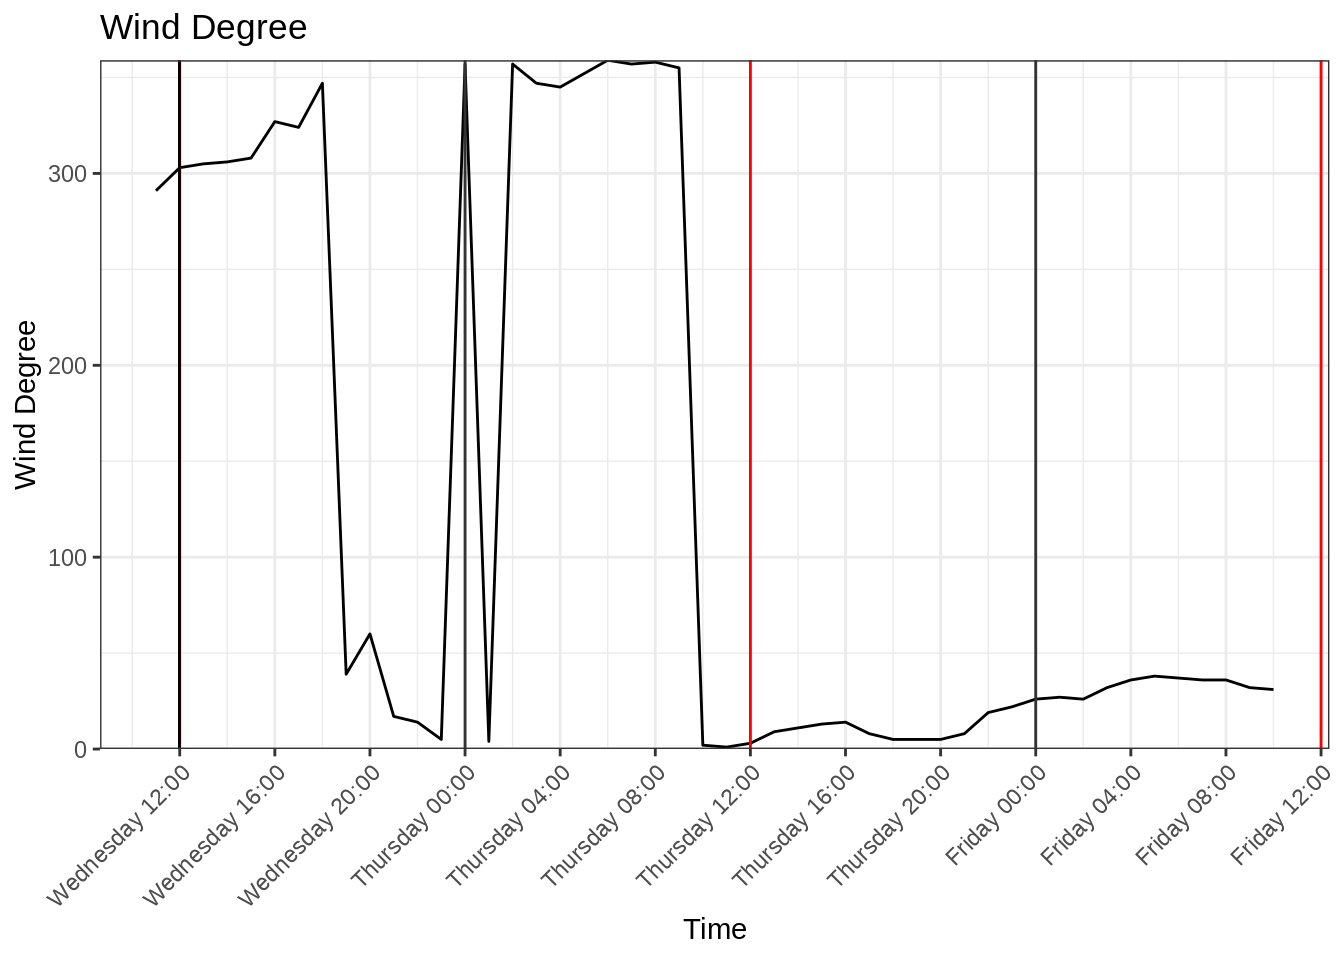 Wind Degree
Wind Degree
300
200
100
0
Wednesday 12:00
Wednesday 16:00
Wednesday 20:00
Thursday 00:00
Thursday 04:00
Thursday 08:00
Thursday 12:00
Thursday 16:00
Thursday 20:00
Friday 00:00
Friday 04:00
Friday 08:00
Friday 12:00
Time